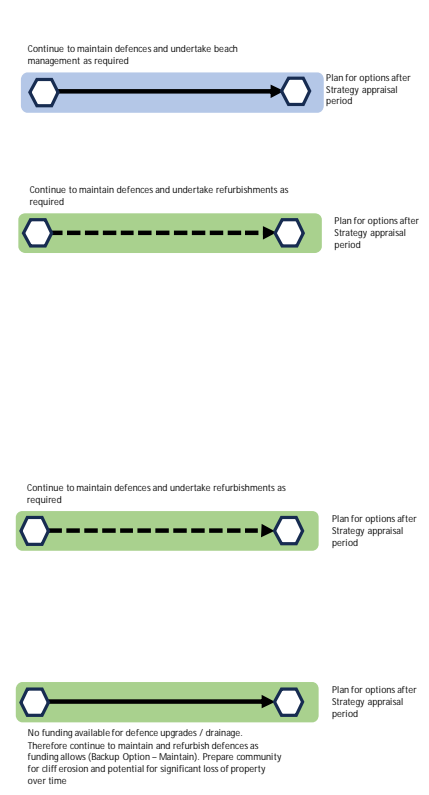 Continue to maintain defences and undertake beach
management as required
Plan for options after
Strategy appraisal
period
Continue to maintain defences and undertake refurbishments as
required
Plan for options after
Strategy appraisal
period
Continue to maintain defences and undertake refurbishments as
required
Plan for options after
Strategy appraisal
period
Plan for options after
Strategy appraisal
period
No funding available for defence upgrades / drainage.
Therefore continue to maintain and refurbish defences as
funding allows (Backup Option – Maintain). Prepare community
for cliff erosion and potential for significant loss of property
over time